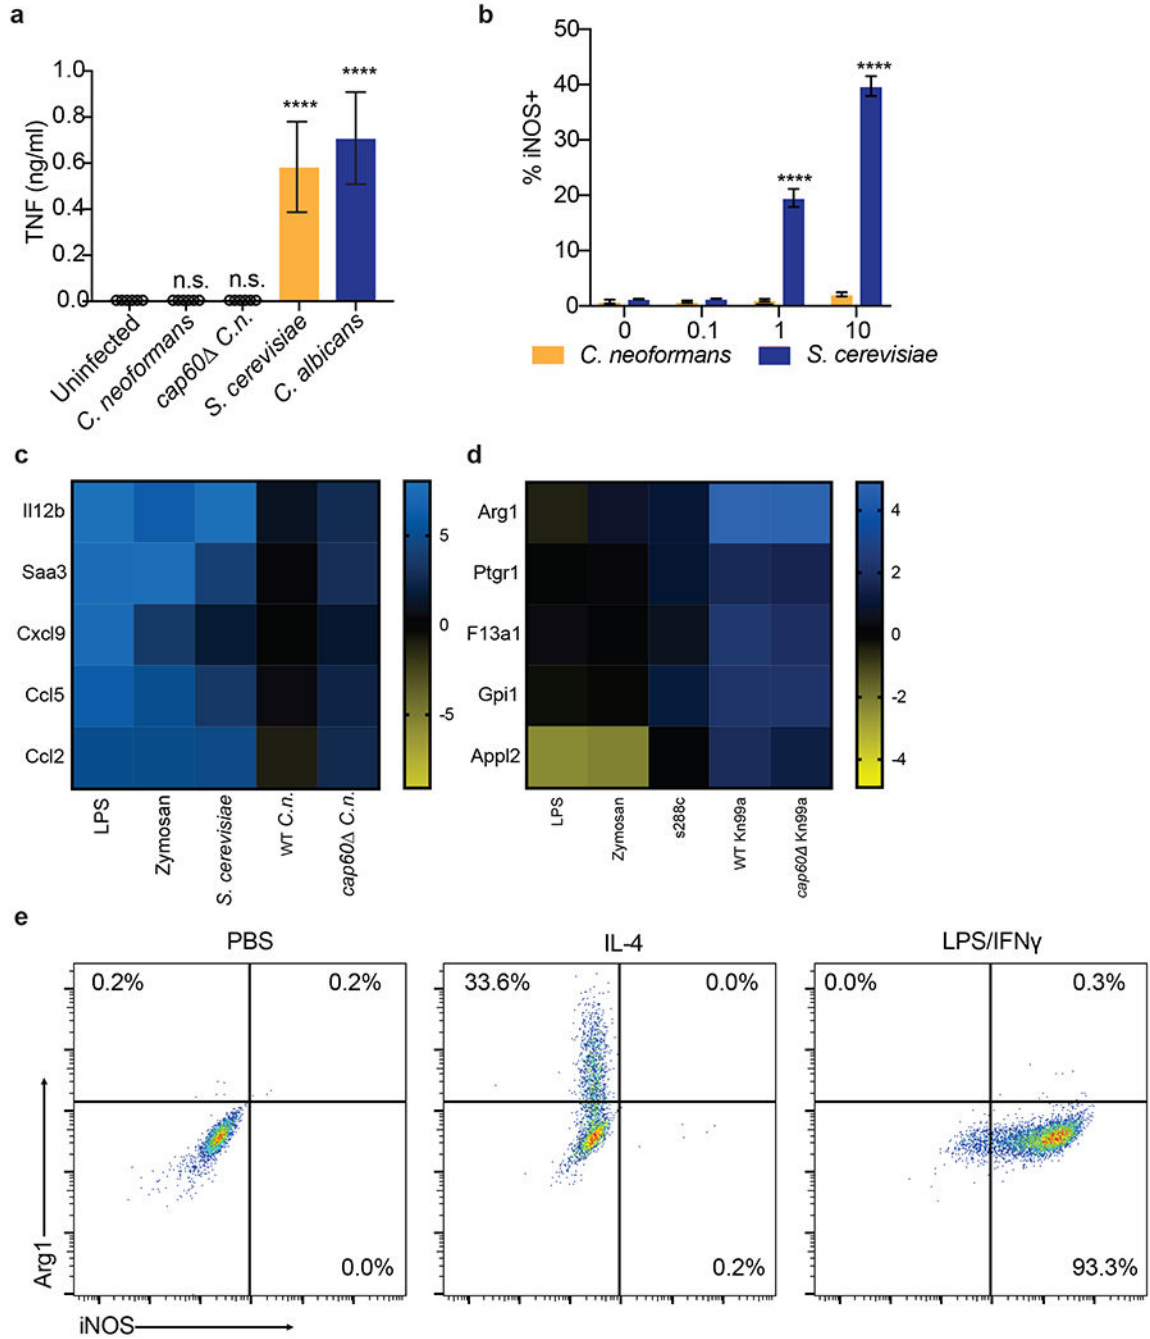 a
TNF (ng/ml)
1.0
0.8
0.6
0.4
0.2
0.0
n.s.
n.s.
****
****
Uninfected
C. neoformans
cap60Δ C.n.
S. cerevisiae
C. albicans
b
% iNOS+
50
40
30
20
10
0
****
****
0 0.1 1 10
C. neoformans S. cerevisiae
c
Il12b
Saa3
Cxcl9
Ccl5
Ccl2
5
0
-5
LPS
Zymosan
S. cerevisiae
WT C.n.
cap60Δ C.n.
d
Arg1
Ptgr1
F13a1
Gpi1
Appl2
4
2
0
-2
-4
LPS
Zymosan
s288c
WT Kn99a
cap60Δ Kn99a
e
PBS
0.2% 0.2%
0.0%
IL-4
33.6% 0.0%
0.2%
LPS/IFNγ
0.0% 0.3%
93.3%
Arg1
iNOS